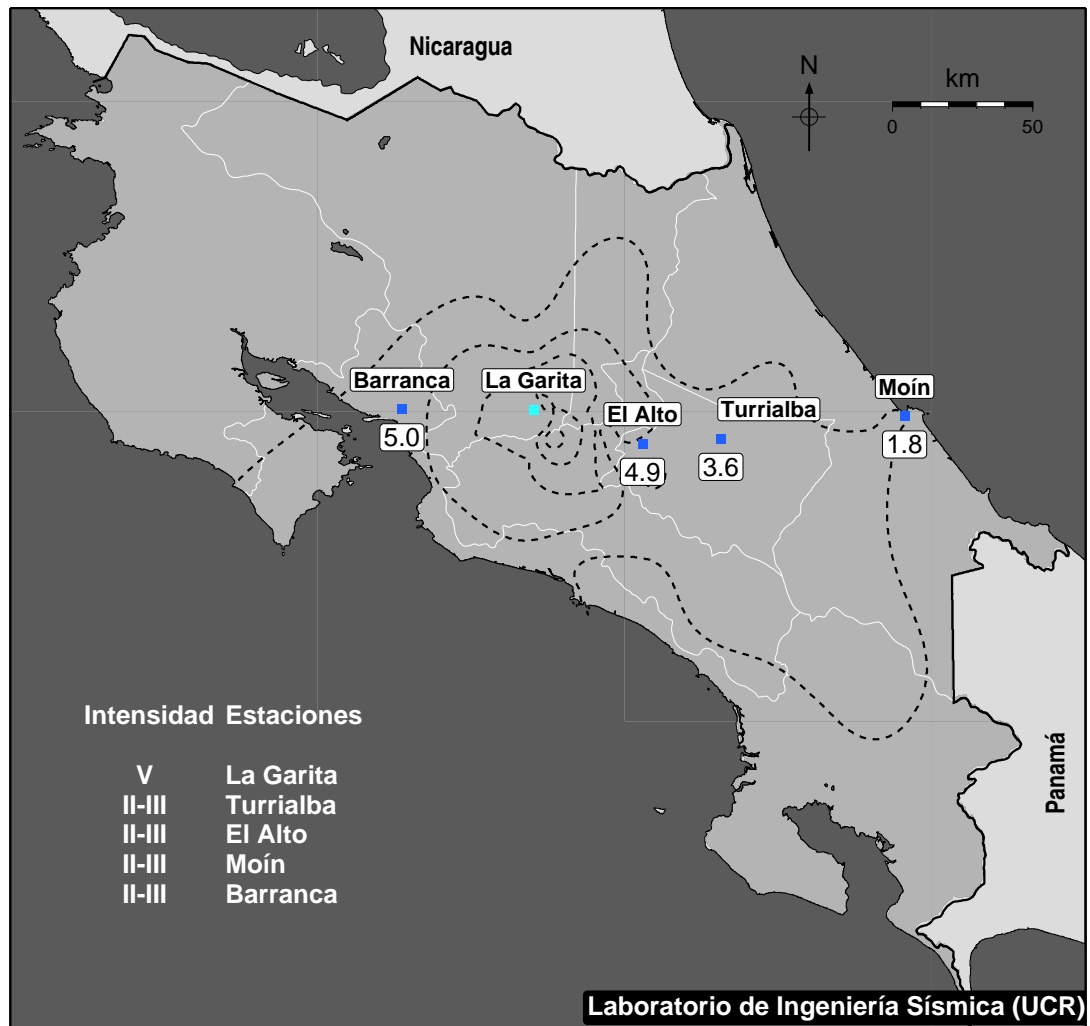 Nicaragua
N
km
0 50
Barranca
La Garita
Moín
El Alto
Turrialba
5.0
4.9
3.6
1.8
Intensidad Estaciones
V La Garita
II-III Turrialba
II-III El Alto
II-III Moín
II-III Barranca
Panamá
Laboratorio de Ingeniería Sísmica (UCR)